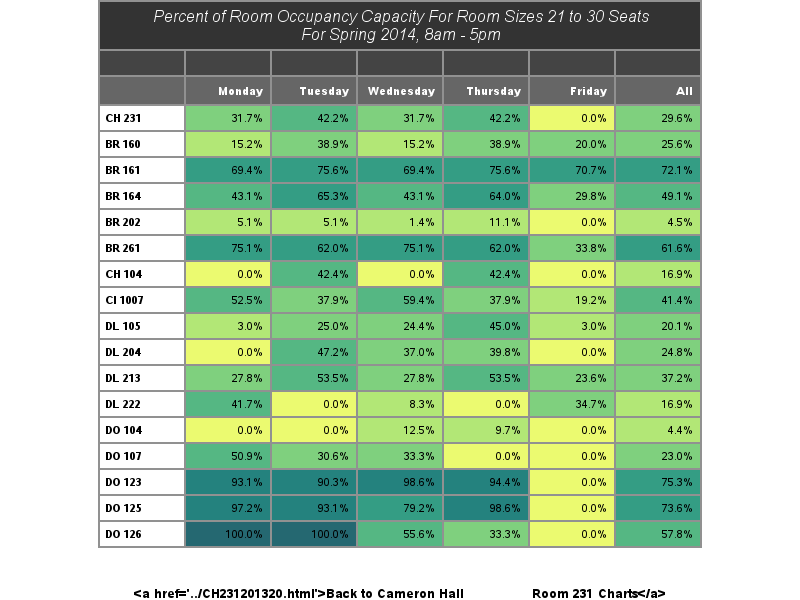 Percent of Room Occupancy Capacity For Room Sizes 21 to 30 Seats
For Spring 2014, 8am - 5pm
Monday Tuesday Wednesday Thursday Friday All
CH 231 31.7% 42.2% 31.7% 42.2% 0.0% 29.6%
BR 160 15.2% 38.9% 15.2% 38.9% 20.0% 25.6%
BR 161 69.4% 75.6% 69.4% 75.6% 70.7% 72.1%
BR 164 43.1% 65.3% 43.1% 64.0% 29.8% 49.1%
BR 202 5.1% 5.1% 1.4% 11.1% 0.0% 4.5%
BR 261 75.1% 62.0% 75.1% 62.0% 33.8% 61.6%
CH 104 0.0% 42.4% 0.0% 42.4% 0.0% 16.9%
CI 1007 52.5% 37.9% 59.4% 37.9% 19.2% 41.4%
DL 105 3.0% 25.0% 24.4% 45.0% 3.0% 20.1%
DL 204 0.0% 47.2% 37.0% 39.8% 0.0% 24.8%
DL 213 27.8% 53.5% 27.8% 53.5% 23.6% 37.2%
DL 222 41.7% 0.0% 8.3% 0.0% 34.7% 16.9%
DO 104 0.0% 0.0% 12.5% 9.7% 0.0% 4.4%
DO 107 50.9% 30.6% 33.3% 0.0% 0.0% 23.0%
DO 123 93.1% 90.3% 98.6% 94.4% 0.0% 75.3%
DO 125 97.2% 93.1% 79.2% 98.6% 0.0% 73.6%
DO 126 100.0% 100.0% 55.6% 33.3% 0.0% 57.8%
<a href='../CH231201320.html'>Back to Cameron Hall Room 231 Charts</a>